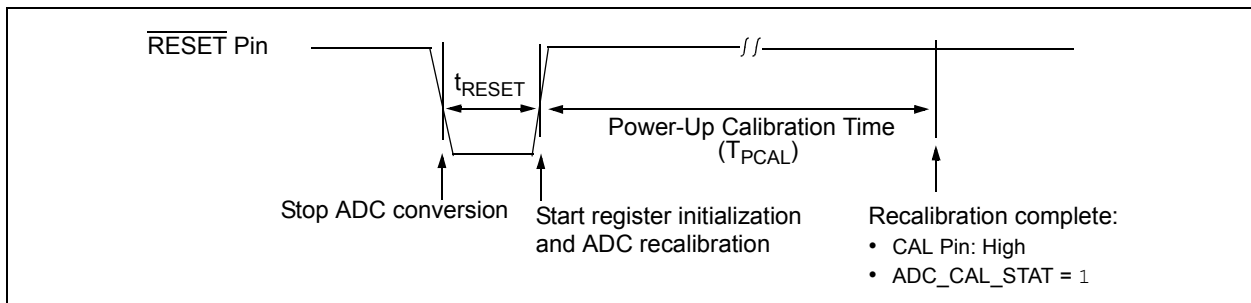 RESET Pin
tRESET
Power-Up Calibration Time
(TPCAL)
Stop ADC conversion
Start register initialization
and ADC recalibration
Recalibration complete:
• CAL Pin: High
• ADC_CAL_STAT = 1